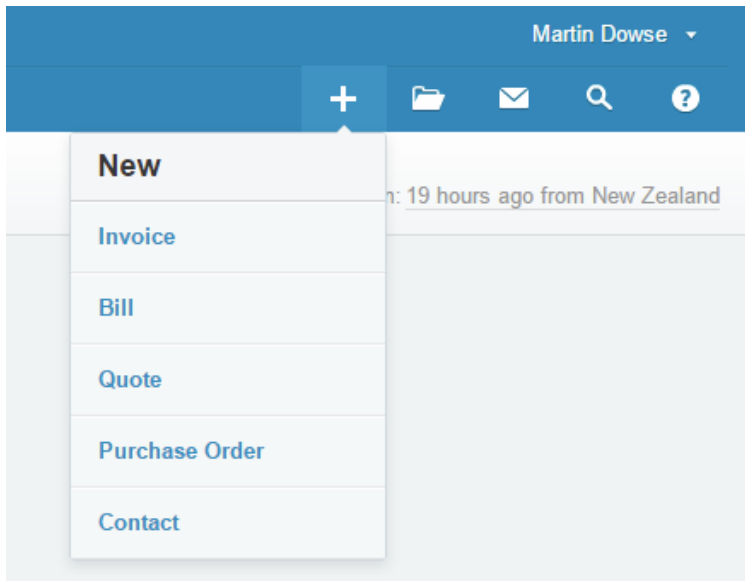 Martin Dowse
New
n: 19 hours ago from New Zealand
Invoice
Bill
Quote
Purchase Order
Contact